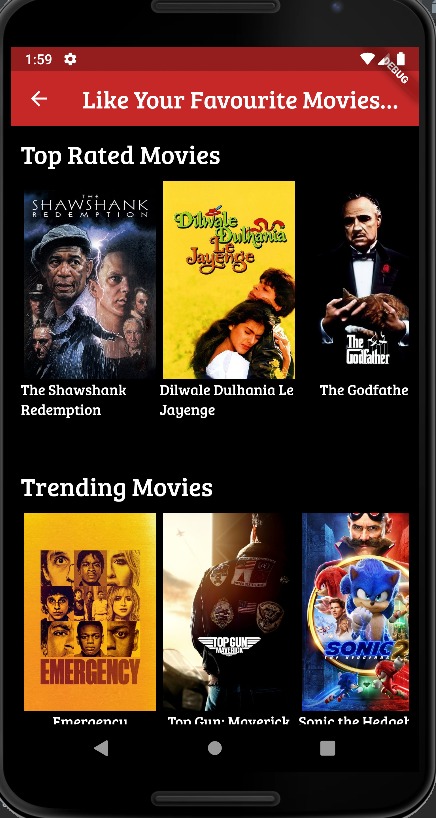 1:59
DEBUG
Like Your Favourite Movies...
Top Rated Movies
THE
SHAWSHANK
REDEMPTION
Dilwale
Dulhania
Le
Jayenge
The
Godfather
The Shawshank
Redemption
Dilwale Dulhania Le
Jayenge
The Godfathe
Trending Movies
EMERGENCY
TOP GUN
MAVERICK
SONIC 2
THE HEDGEHOG
Emergency
Top Gun: Maverick
Sonic the Hedgeh